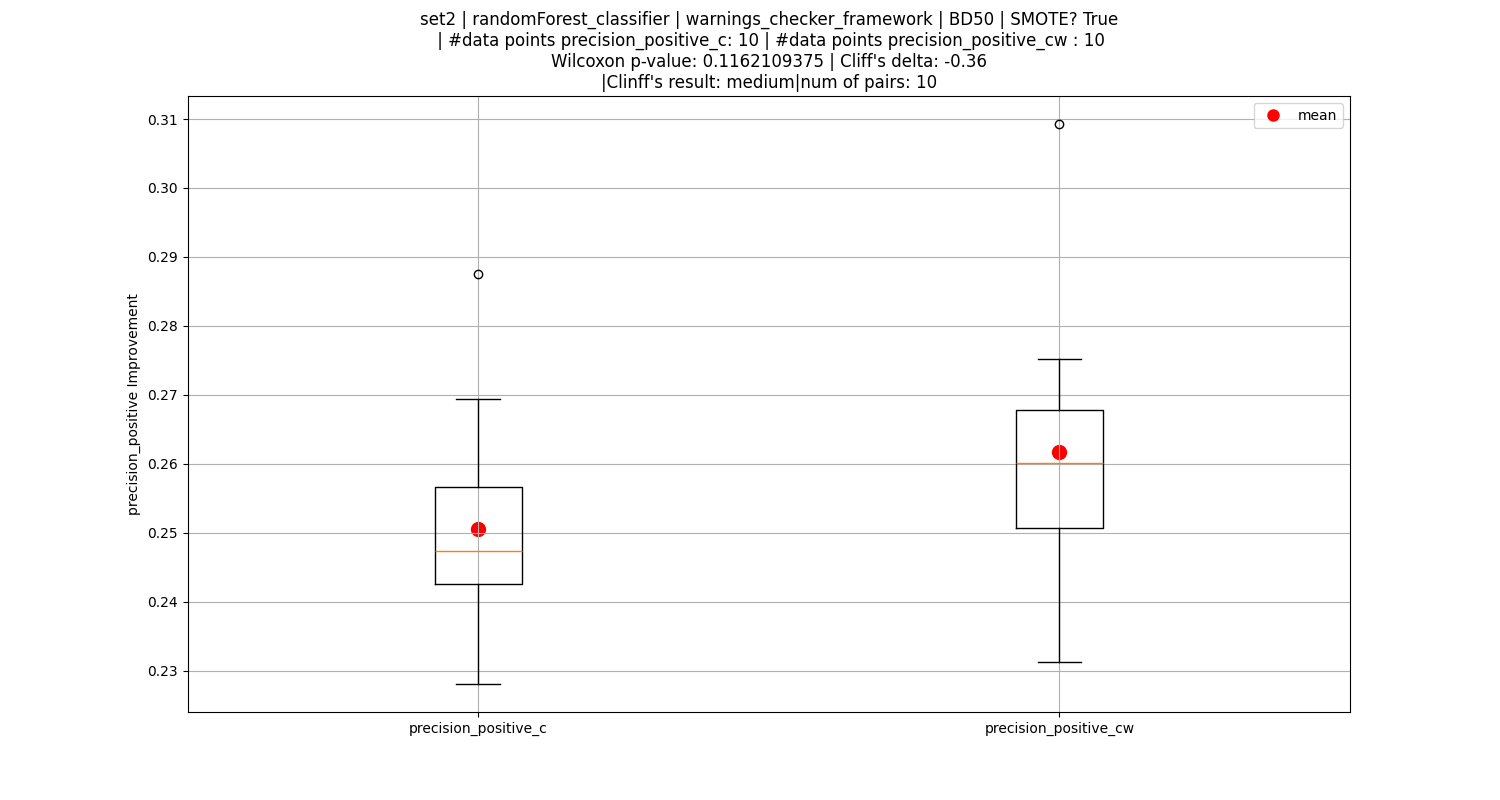 set2 | randomForest_classifier | warnings_checker_framework | BD50 | SMOTE? True
| #data points precision_positive_c: 10 | #data points precision_positive_cw : 10
Wilcoxon p-value: 0.1162109375 | Cliff's delta: -0.36
|Clinff's result: medium|num of pairs: 10
mean
precision_positive Improvement
0.31
0.30
0.29
0.28
0.27
0.26
0.25
0.24
0.23
precision_positive_c
precision_positive_cw